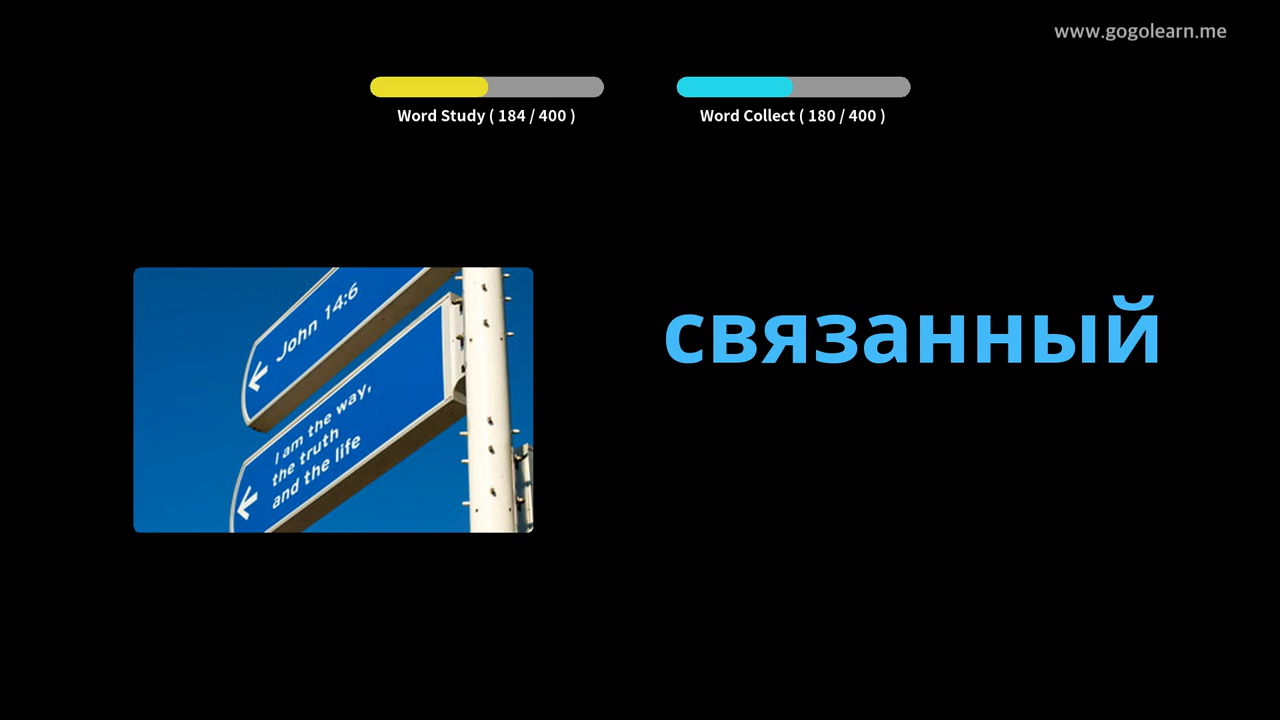 www.gogolearn.me
Word Study ( 184 / 400 )
Word Collect ( 180 / 400 )
John 14:6
I am the way,
the truth
and the life
связанный